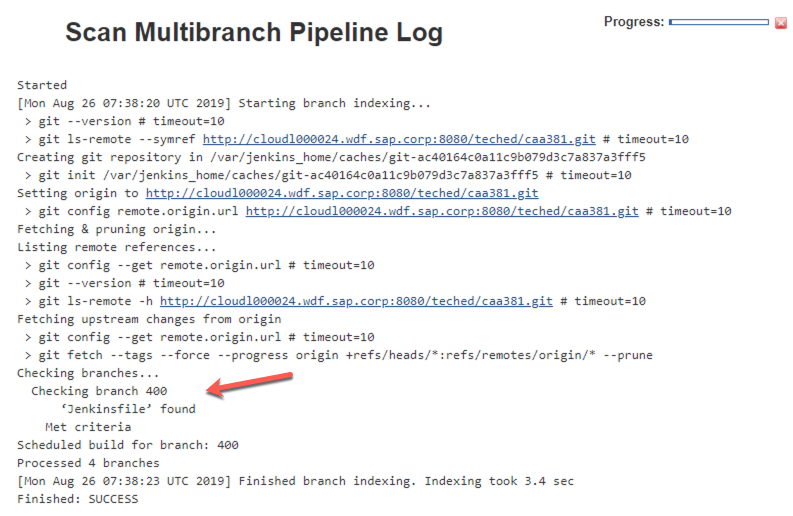 Scan Multibranch Pipeline Log
Progress:
Started
[Mon Aug 26 07:38:20 UTC 2019] Starting branch indexing...
> git --version # timeout=10
> git ls-remote --symref http://cloudl000024.wdf.sap.corp:8080/teched/caa381.git # timeout=10
Creating git repository in /var/jenkins_home/caches/git-ac40164c0a11c9b079d3c7a837a3fff5
> git init /var/jenkins_home/caches/git-ac40164c0a11c9b079d3c7a837a3fff5 # timeout=10
Setting origin to http://cloudl000024.wdf.sap.corp:8080/teched/caa381.git
> git config remote.origin.url http://cloudl000024.wdf.sap.corp:8080/teched/caa381.git # timeout=10
Fetching & pruning origin...
Listing remote references...
> git config --get remote.origin.url # timeout=10
> git --version # timeout=10
> git ls-remote -h http://cloudl000024.wdf.sap.corp:8080/teched/caa381.git # timeout=10
Fetching upstream changes from origin
> git config --get remote.origin.url # timeout=10
> git fetch --tags --force --progress origin +refs/heads/*:refs/remotes/origin/* --prune
Checking branches...
Checking branch 400
‘Jenkinsfile’ found
Met criteria
Scheduled build for branch: 400
Processed 4 branches
[Mon Aug 26 07:38:23 UTC 2019] Finished branch indexing. Indexing took 3.4 sec
Finished: SUCCESS